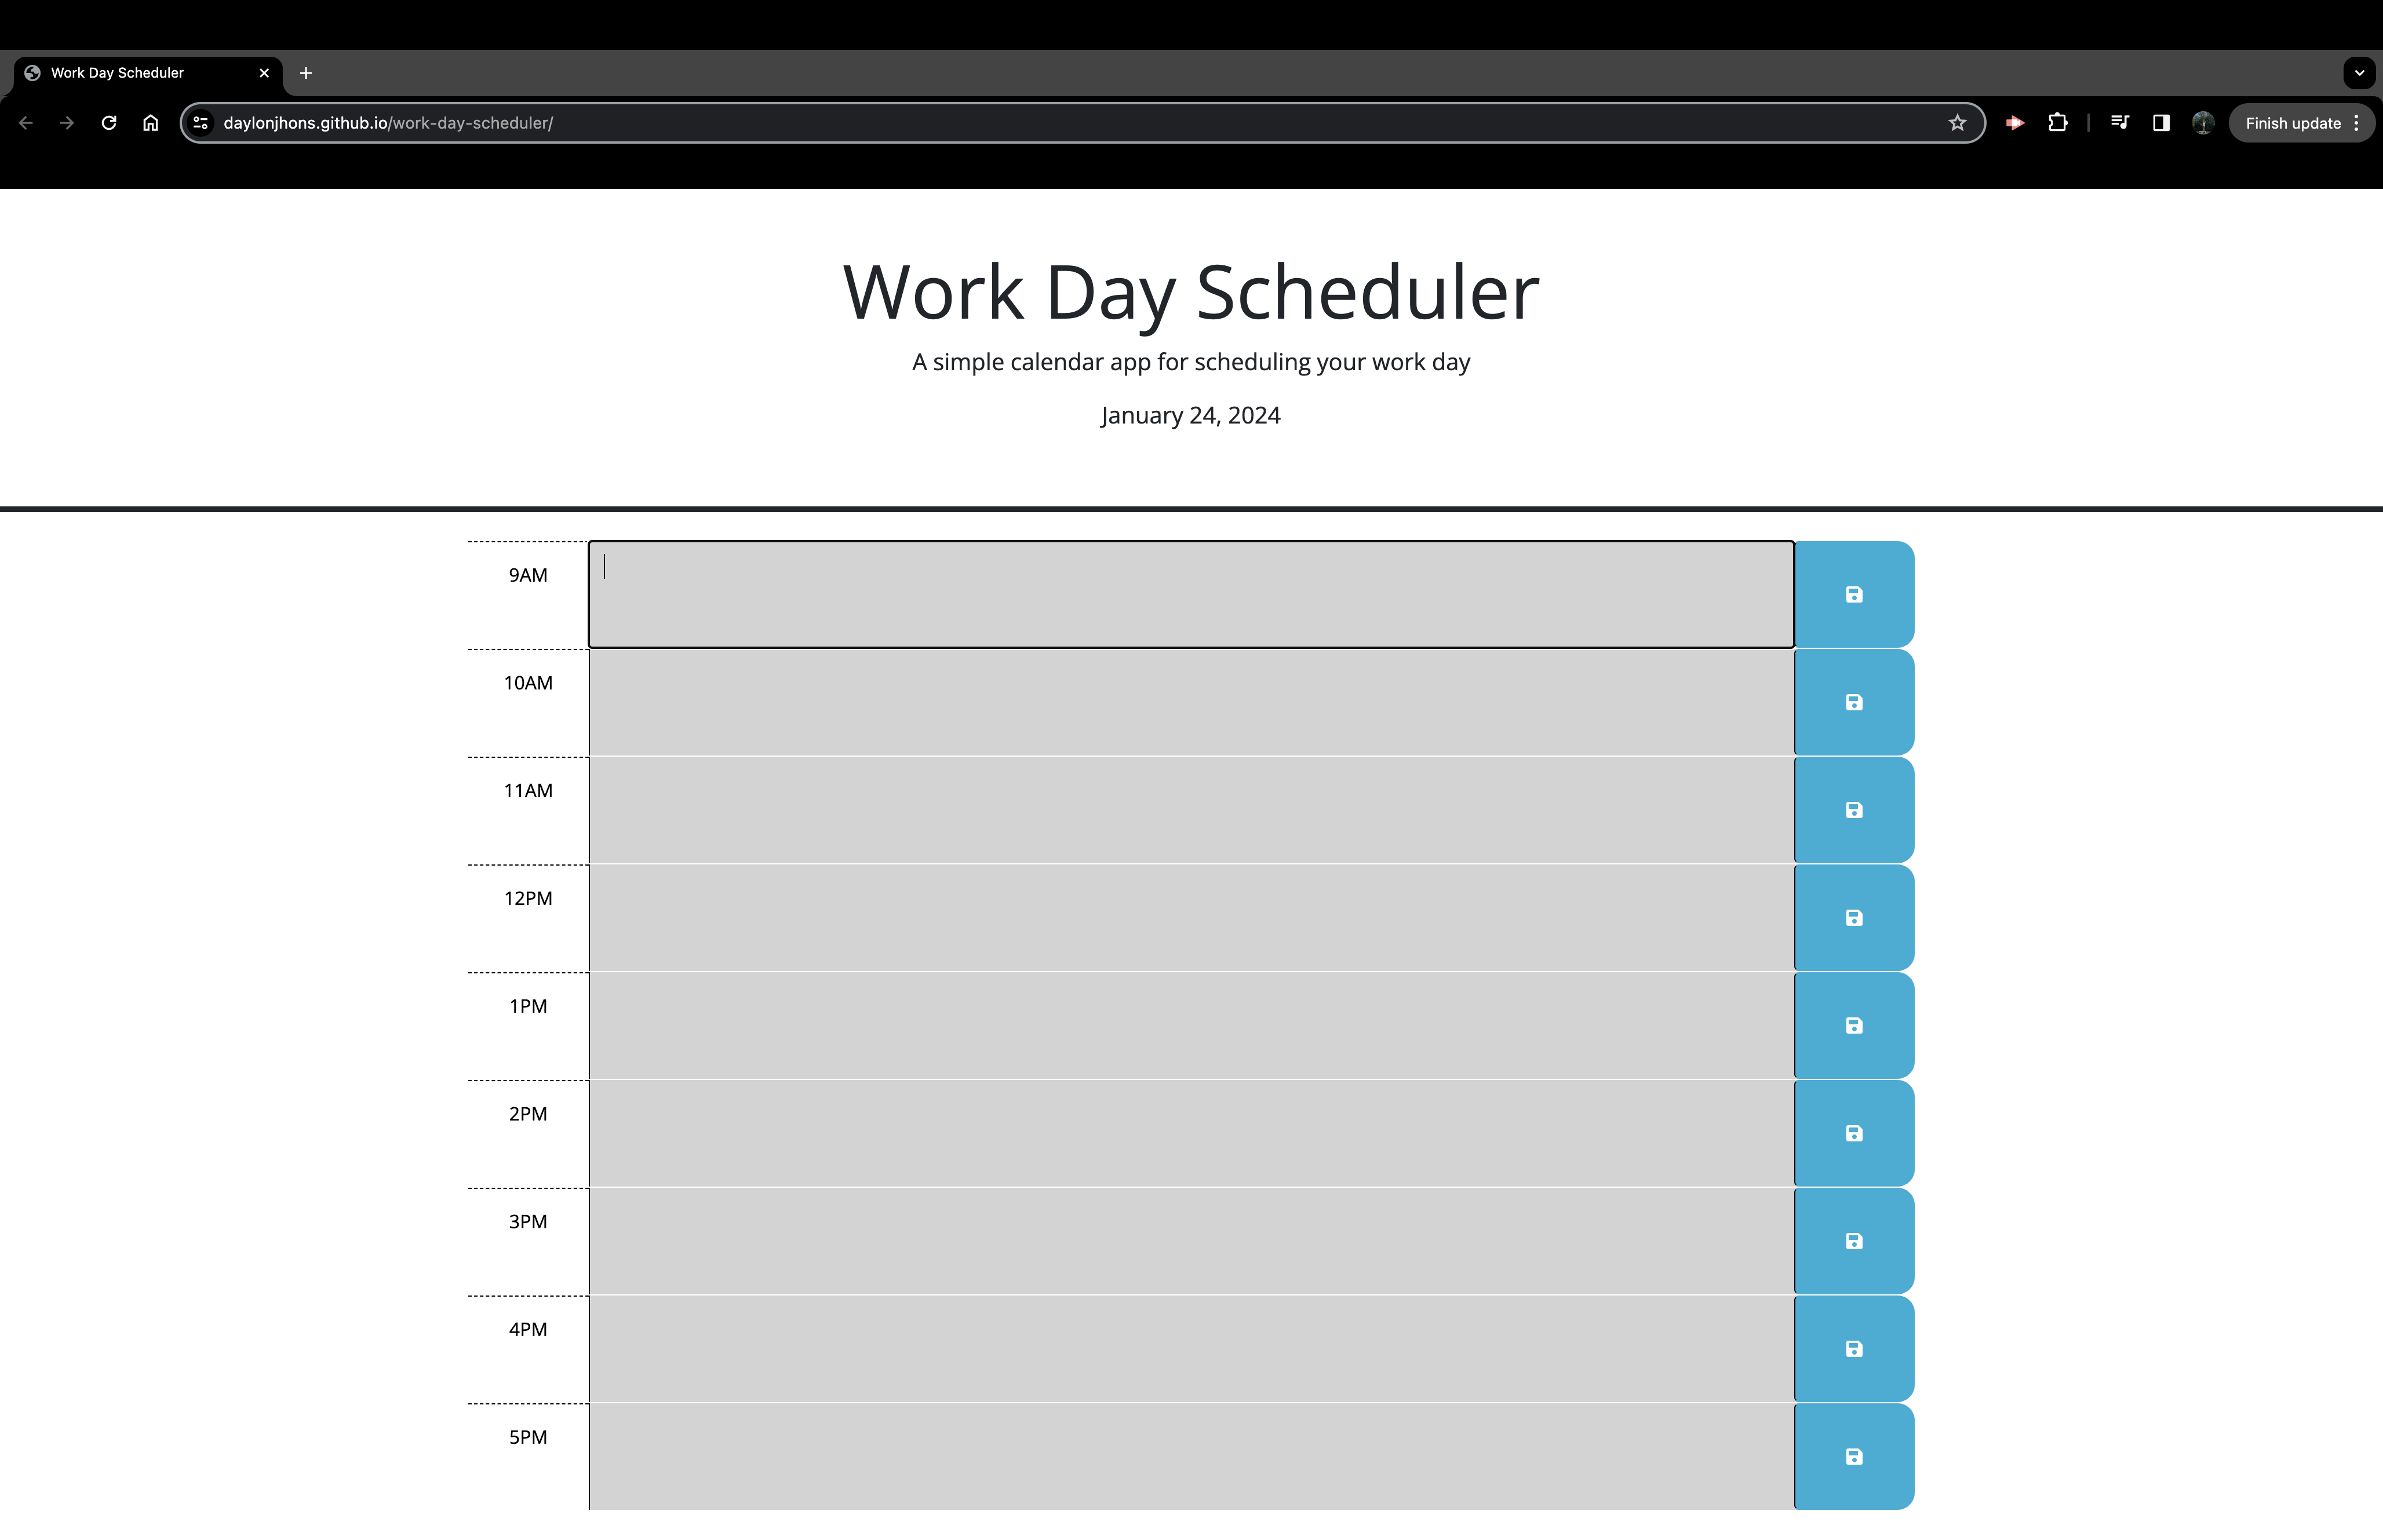 Work Day Scheduler
daylonjhons.github.io/work-day-scheduler/
Finish update
Work Day Scheduler
A simple calendar app for scheduling your work day
January 24, 2024
9AM
10AM
11AM
12PM
1PM
2PM
3PM
4PM
5PM